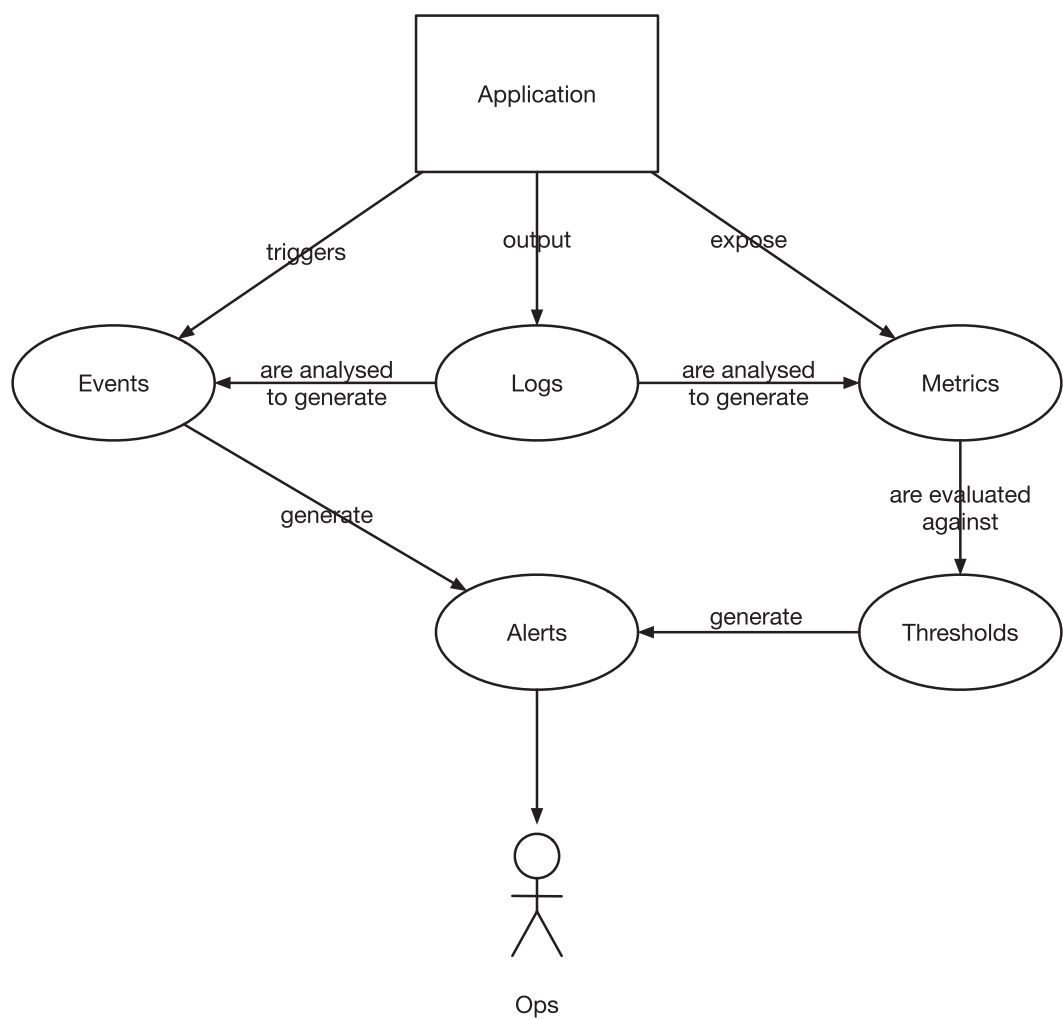 Application
triggers
output
expose
Events
are analysed
to generate
Logs
are analysed
to generate
Metrics
generate
are evaluated
against
Alerts
generate
Thresholds
Ops